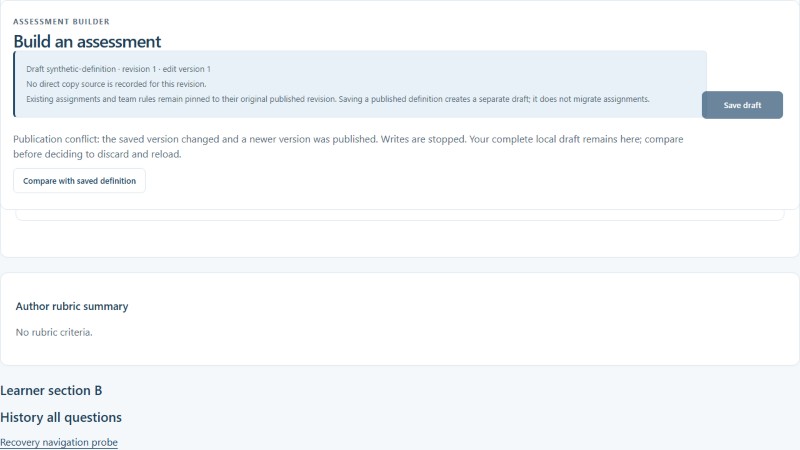 ASSESSMENT BUILDER
Build an assessment
Draft synthetic-definition · revision 1 · edit version 1
No direct copy source is recorded for this revision.
Existing assignments and team rules remain pinned to their original published revision. Saving a published definition creates a separate draft; it does not migrate assignments.
Save draft
Publication conflict: the saved version changed and a newer version was published. Writes are stopped. Your complete local draft remains here; compare
before deciding to discard and reload.
Compare with saved definition
Author rubric summary
No rubric criteria.
Learner section B
History all questions
Recovery navigation probe